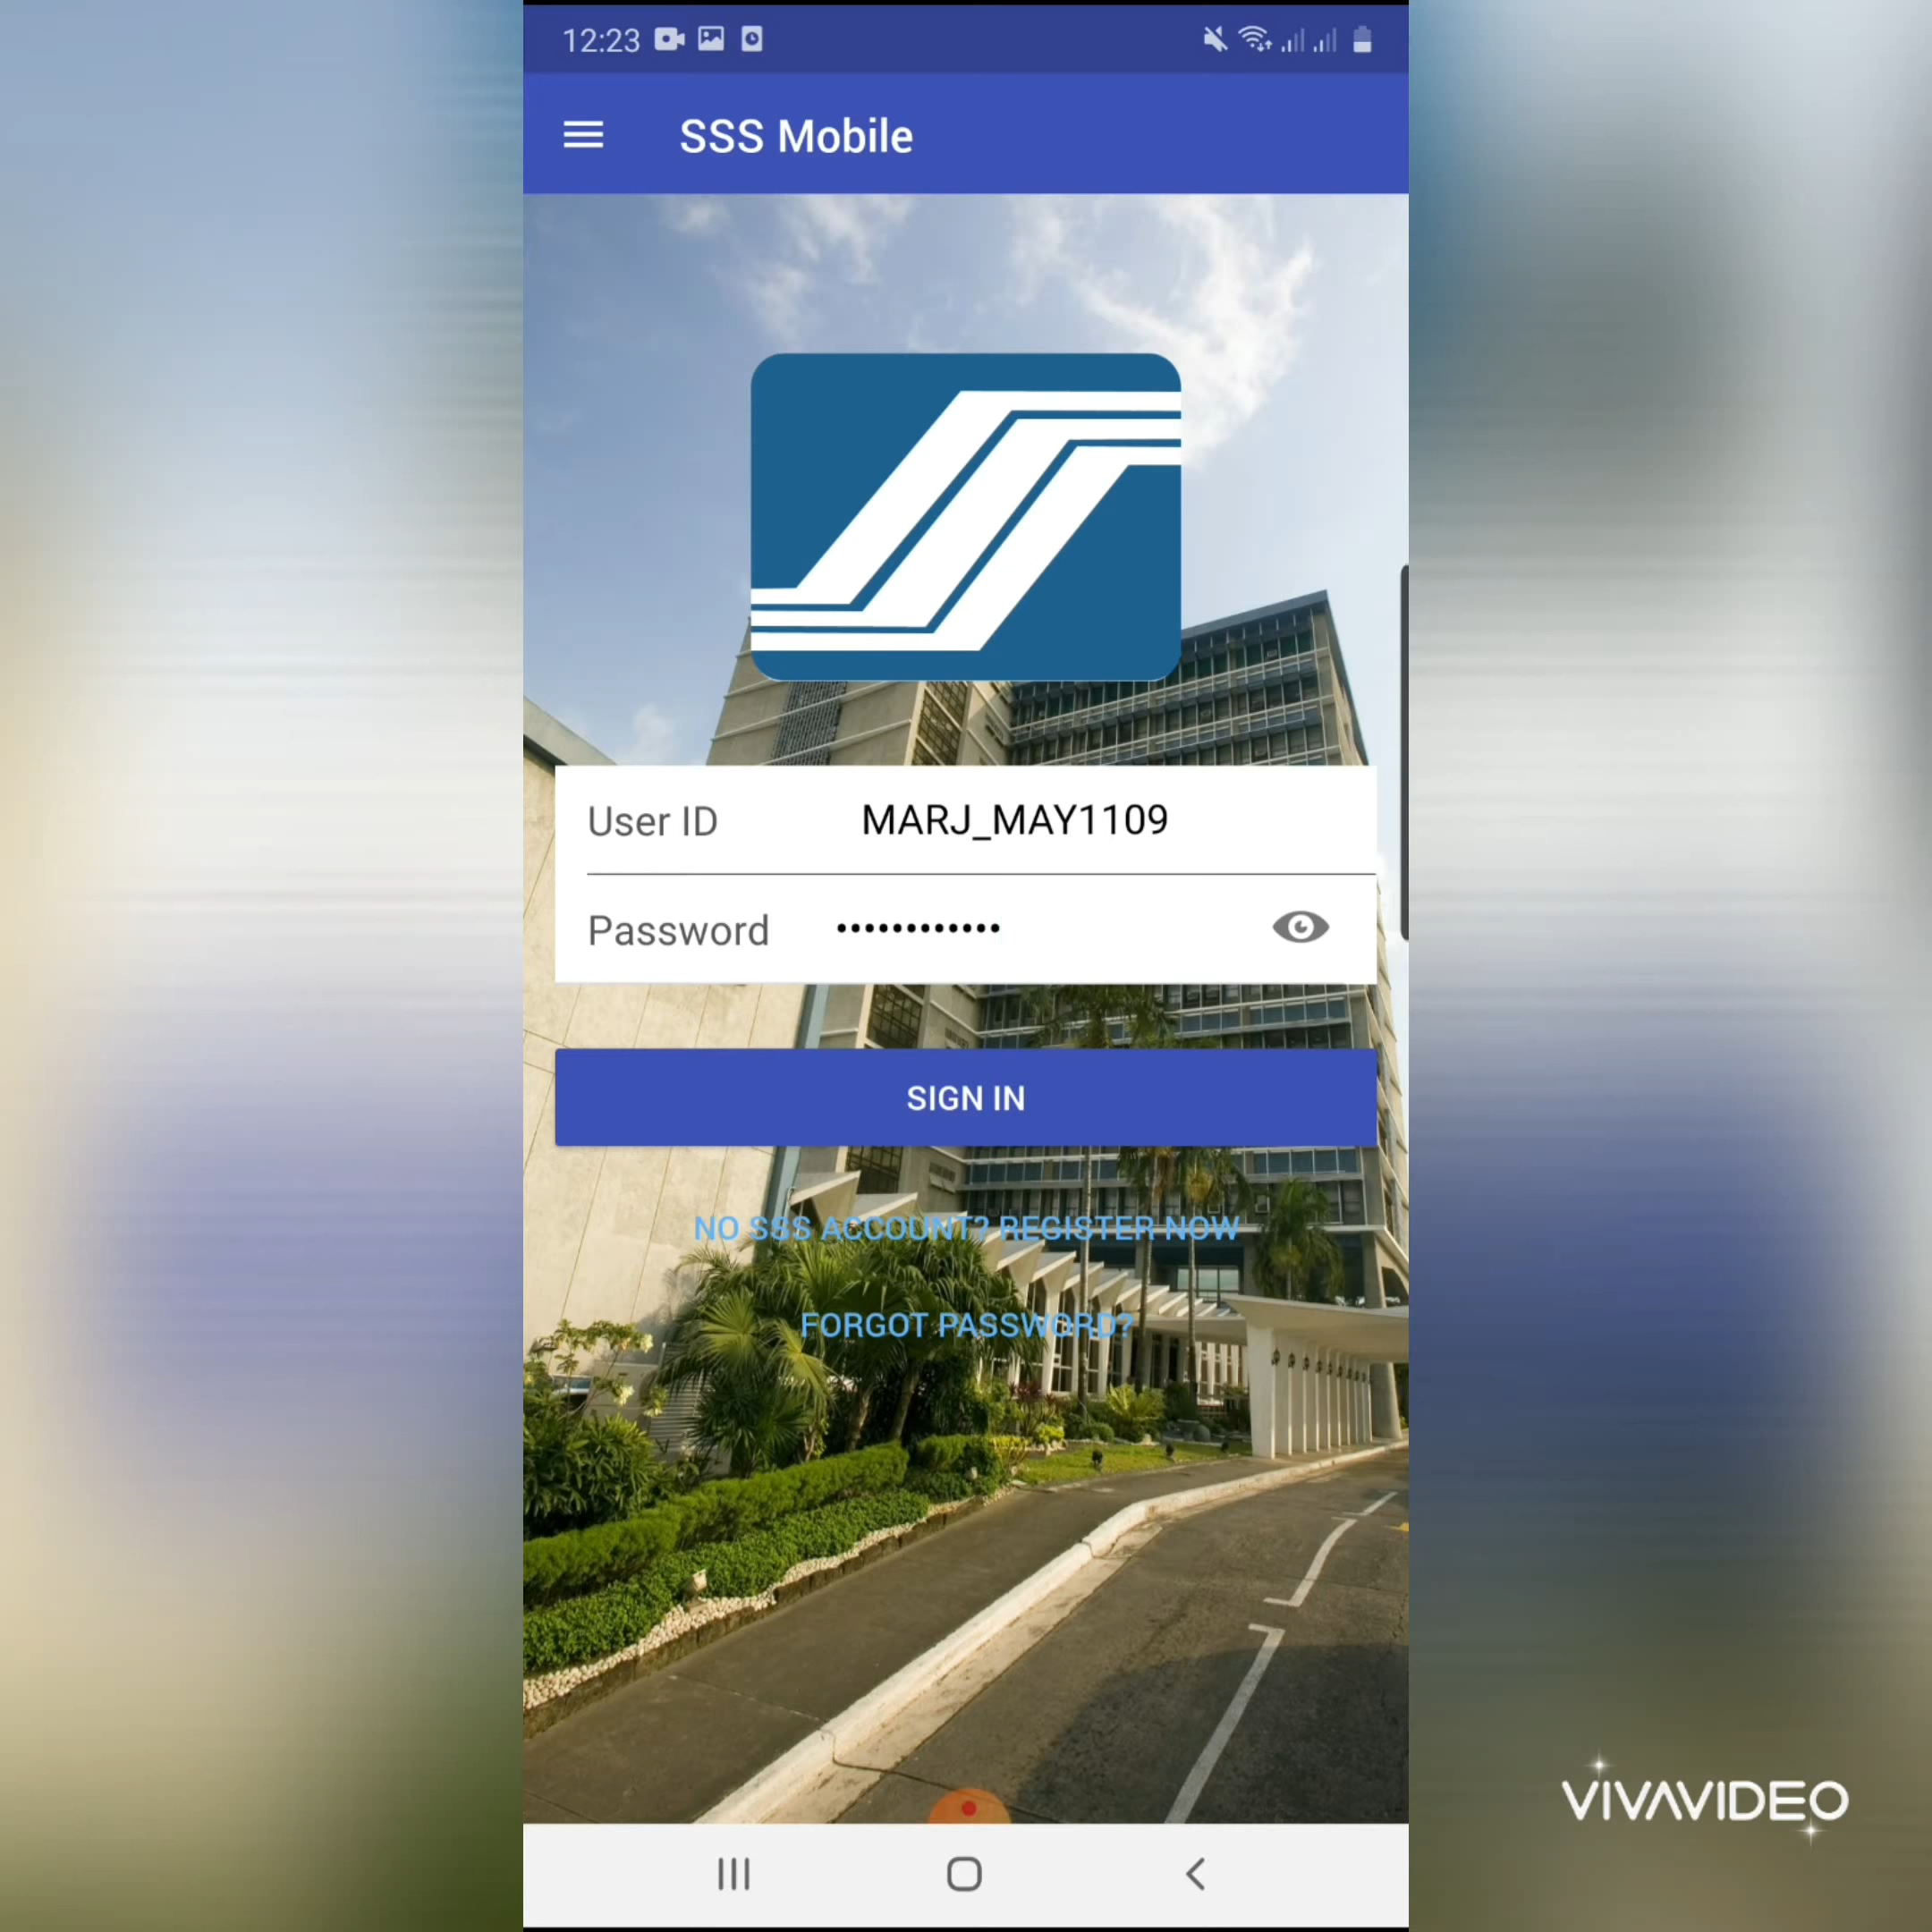 12:23
SSS Mobile
User ID MARJ_MAY1109
Password ••••••••••••
SIGN IN
NO SSS ACCOUNT? REGISTER NOW
FORGOT PASSWORD?
VIVAVIDEO